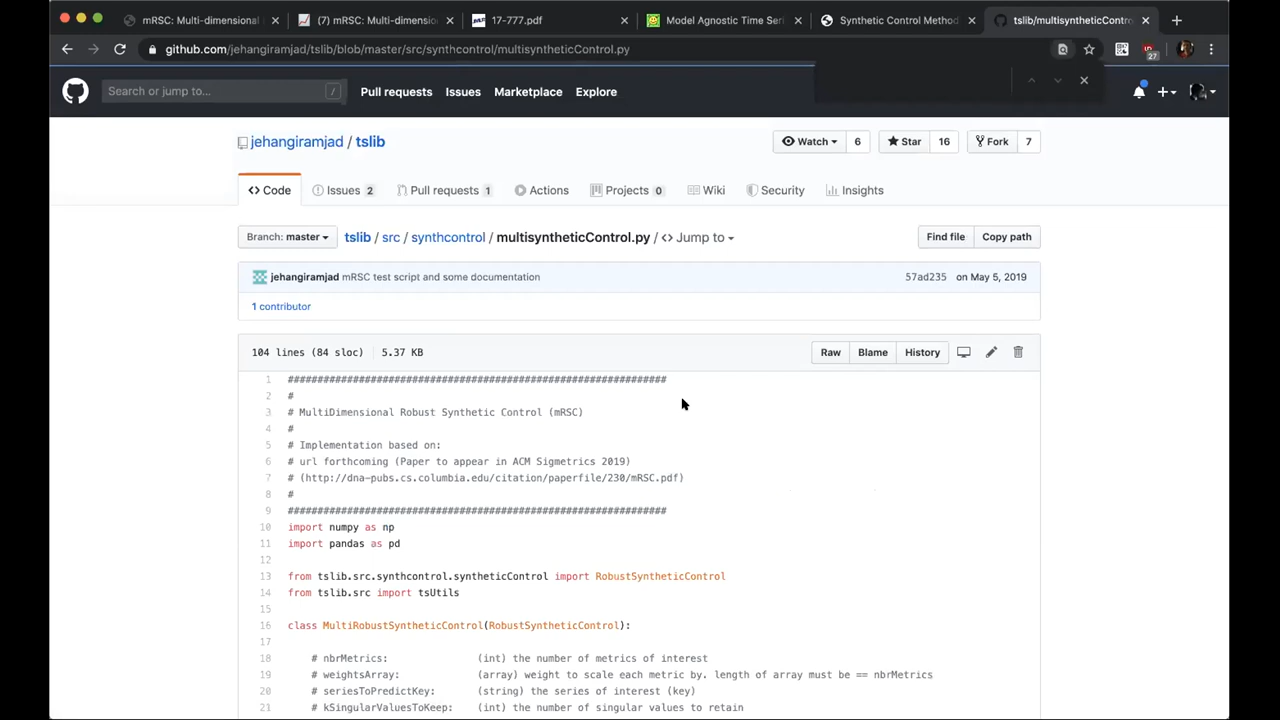 mRSC: Multi-dimensional
(7) mRSC: Multi-dimensio
17-777.pdf
Model Agnostic Time Seri
Synthetic Control Method
tslib/multisyntheticContro
github.com/jehangiramjad/tslib/blob/master/src/synthcontrol/multisyntheticControl.py
27
Search or jump to... /
Pull requests Issues Marketplace Explore
jehangiramjad / tslib
Watch 6 Star 16 Fork 7
<> Code Issues 2 Pull requests 1 Actions Projects 0 Wiki Security Insights
Branch: master tslib / src / synthcontrol / multisyntheticControl.py / <> Jump to Find file Copy path
jehangiramjad mRSC test script and some documentation 57ad235 on May 5, 2019
1 contributor
104 lines (84 sloc) 5.37 KB Raw Blame History
1 #################################################################
2 #
3 # MultiDimensional Robust Synthetic Control (mRSC)
4 #
5 # Implementation based on:
6 # url forthcoming (Paper to appear in ACM Sigmetrics 2019)
7 # (http://dna-pubs.cs.columbia.edu/citation/paperfile/230/mRSC.pdf)
8 #
9 #################################################################
10 import numpy as np
11 import pandas as pd
12
13 from tslib.src.synthcontrol.syntheticControl import RobustSyntheticControl
14 from tslib.src import tsUtils
15
16 class MultiRobustSyntheticControl(RobustSyntheticControl):
17
18 # nbrMetrics: (int) the number of metrics of interest
19 # weightsArray: (array) weight to scale each metric by. length of array must be == nbrMetrics
20 # seriesToPredictKey: (string) the series of interest (key)
21 # kSingularValuesToKeep: (int) the number of singular values to retain